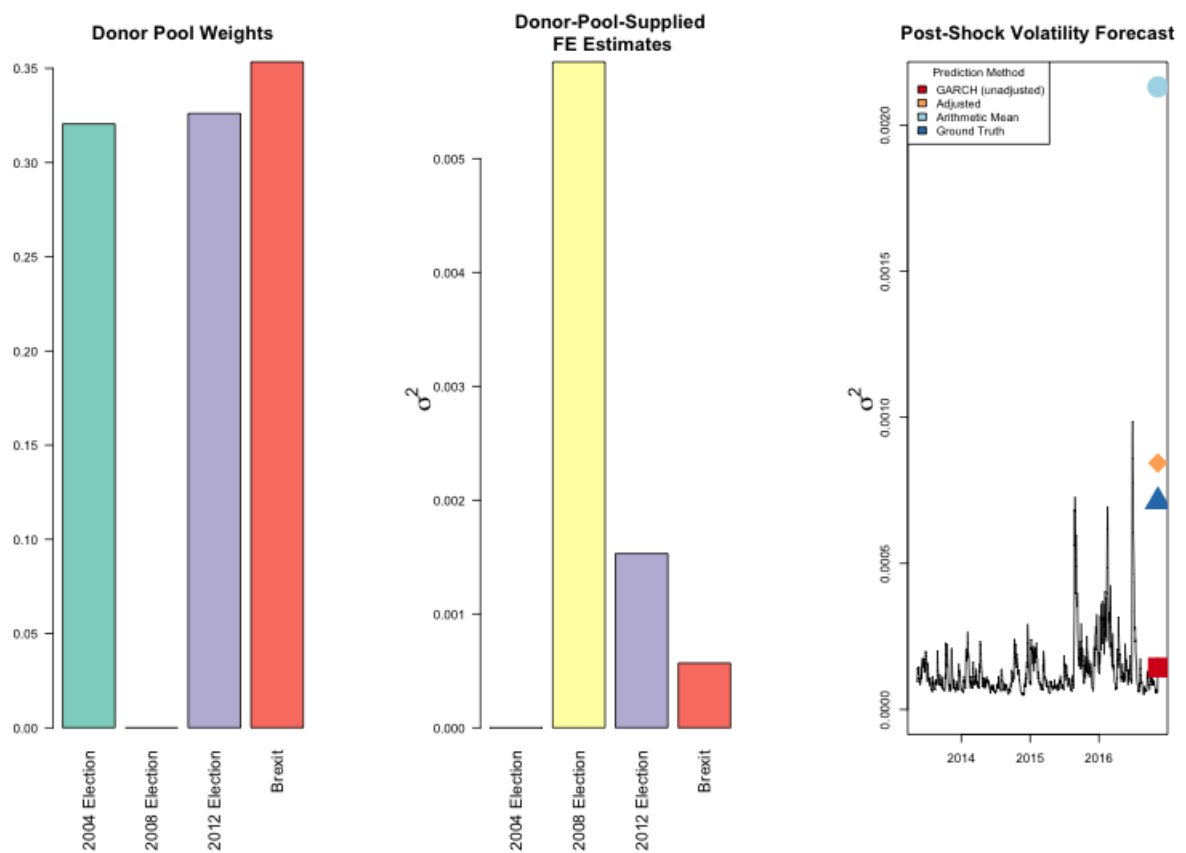 Donor Pool Weights
0.35
0.30
0.25
0.20
0.15
0.10
0.05
0.00
2004 Election
2008 Election
2012 Election
Brexit
Donor-Pool-Supplied
FE Estimates
σ2
0.005
0.004
0.003
0.002
0.001
0.000
2004 Election
2008 Election
2012 Election
Brexit
Post-Shock Volatility Forecast
Prediction Method
GARCH (unadjusted)
Adjusted
Arithmetic Mean
Ground Truth
σ2
0.0020
0.0015
0.0010
0.0005
0.0000
2014
2015
2016